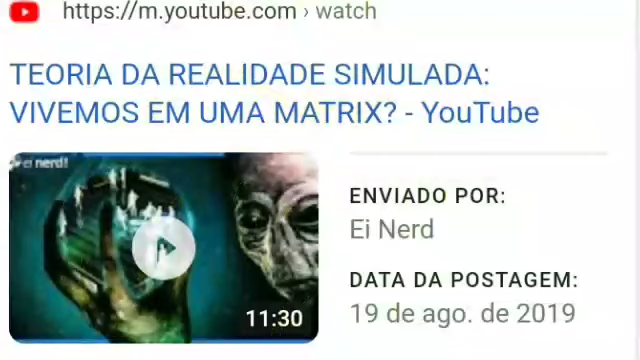 https://m.youtube.com › watch
TEORIA DA REALIDADE SIMULADA:
VIVEMOS EM UMA MATRIX? - YouTube
ei nerd!
ENVIADO POR:
Ei Nerd
DATA DA POSTAGEM:
11:30
19 de ago. de 2019